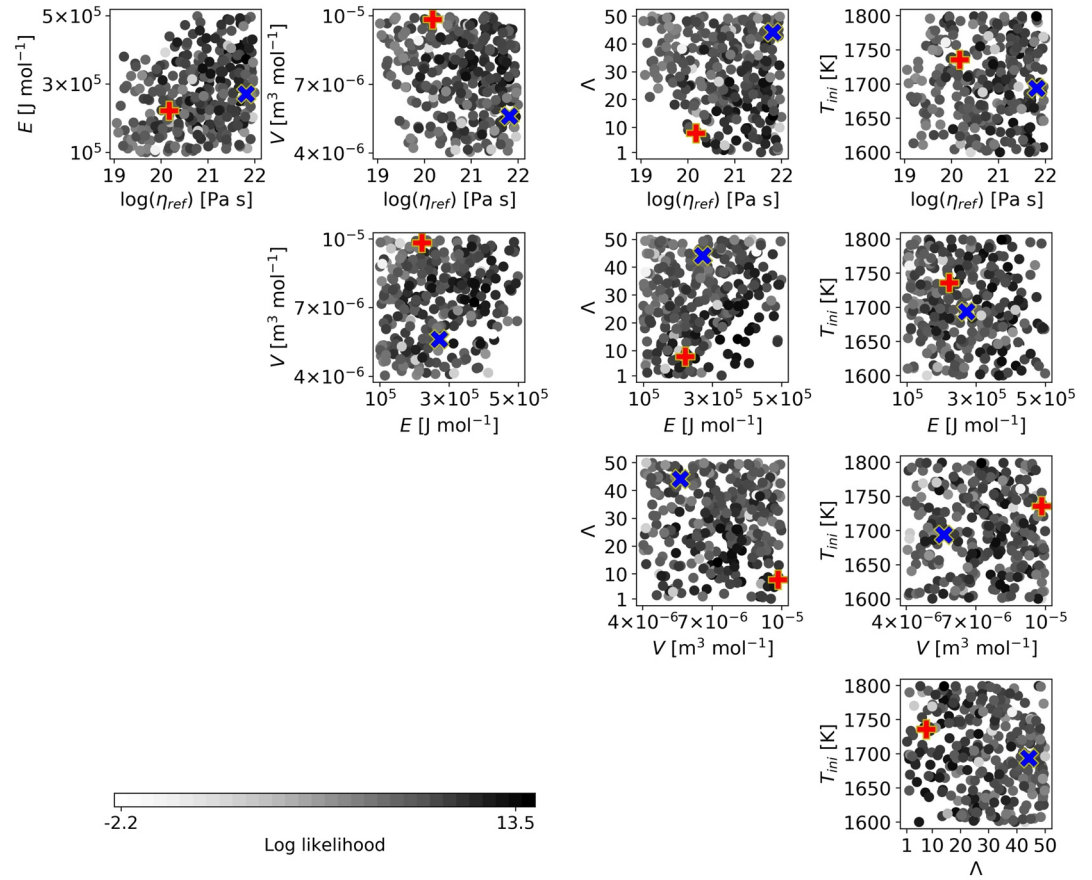 5×10⁵
3×10⁵
10⁵
E [J mol⁻¹]
19 20 21 22
log(η_ref) [Pa s]
10⁻⁵
7×10⁻⁶
4×10⁻⁶
V [m³ mol⁻¹]
19 20 21 22
log(η_ref) [Pa s]
50
40
30
20
10
1
Λ
19 20 21 22
log(η_ref) [Pa s]
1800
1750
1700
1650
1600
T_ini [K]
19 20 21 22
log(η_ref) [Pa s]
10⁻⁵
7×10⁻⁶
4×10⁻⁶
V [m³ mol⁻¹]
10⁵ 3×10⁵ 5×10⁵
E [J mol⁻¹]
50
40
30
20
10
1
Λ
10⁵ 3×10⁵ 5×10⁵
E [J mol⁻¹]
1800
1750
1700
1650
1600
T_ini [K]
10⁵ 3×10⁵ 5×10⁵
E [J mol⁻¹]
50
40
30
20
10
1
Λ
4×10⁻⁶ 7×10⁻⁶ 10⁻⁵
V [m³ mol⁻¹]
1800
1750
1700
1650
1600
T_ini [K]
4×10⁻⁶ 7×10⁻⁶ 10⁻⁵
V [m³ mol⁻¹]
1800
1750
1700
1650
1600
T_ini [K]
1 10 20 30 40 50
Λ
-2.2 13.5
Log likelihood